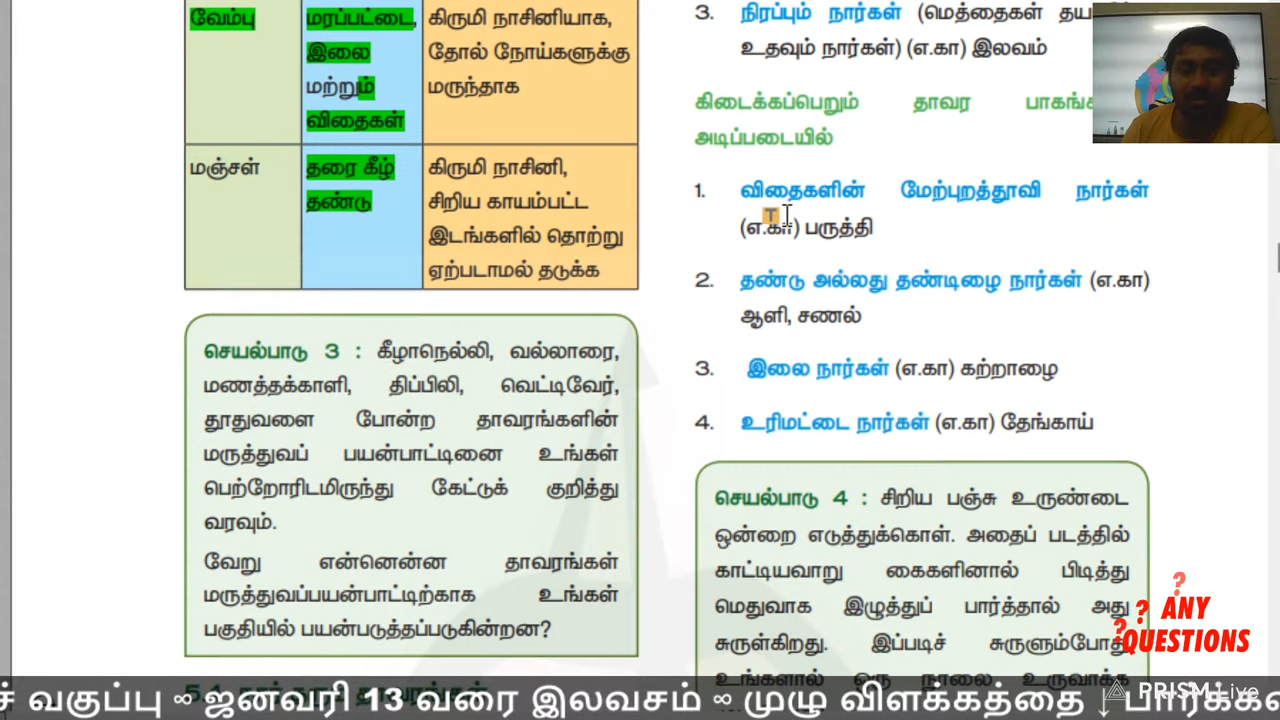 வேம்பு
மரப்பட்டை,
இலை
மற்றும்
விதைகள்
கிருமி நாசினியாக,
தோல் நோய்களுக்கு
மருந்தாக
மஞ்சள்
தரை கீழ்
தண்டு
கிருமி நாசினி,
சிறிய காயம்பட்ட
இடங்களில் தொற்று
ஏற்படாமல் தடுக்க
செயல்பாடு 3 : கீழாநெல்லி, வல்லாரை,
மணத்தக்காளி, திப்பிலி, வெட்டிவேர்,
தூதுவளை போன்ற தாவரங்களின்
மருத்துவப் பயன்பாட்டினை உங்கள்
பெற்றோரிடமிருந்து கேட்டுக் குறித்து
வரவும்.
வேறு என்னென்ன தாவரங்கள்
மருத்துவப்பயன்பாட்டிற்காக உங்கள்
பகுதியில் பயன்படுத்தப்படுகின்றன?
3. நிரப்பும் நார்கள் (மெத்தைகள்
உதவும் நார்கள்) (எ.கா) இலவம்
கிடைக்கப்பெறும் தாவர
அடிப்படையில்
1. விதைகளின் மேற்புறத்தூவி நார்கள்
(எ.கா) பருத்தி
2. தண்டு அல்லது தண்டிழை நார்கள் (எ.கா)
ஆளி, சணல்
3. இலை நார்கள் (எ.கா) கற்றாழை
4. உரிமட்டை நார்கள் (எ.கா) தேங்காய்
செயல்பாடு 4 : சிறிய பஞ்சு உருண்டை
ஒன்றை எடுத்துக்கொள். அதைப் படத்தில்
காட்டியவாறு கைகளினால் பிடித்து
மெதுவாக இழுத்துப் பார்த்தால் அது
சுருள்கிறது. இப்படிச் சுருளும்போது
உங்களால் ஒரு நூலை உருவாக்க
? ANY
? ?QUESTIONS
வகுப்பு ∞ ஜனவரி 13 வரை இலவசம் ∞ முழு விளக்கத்தை
PRISM Live